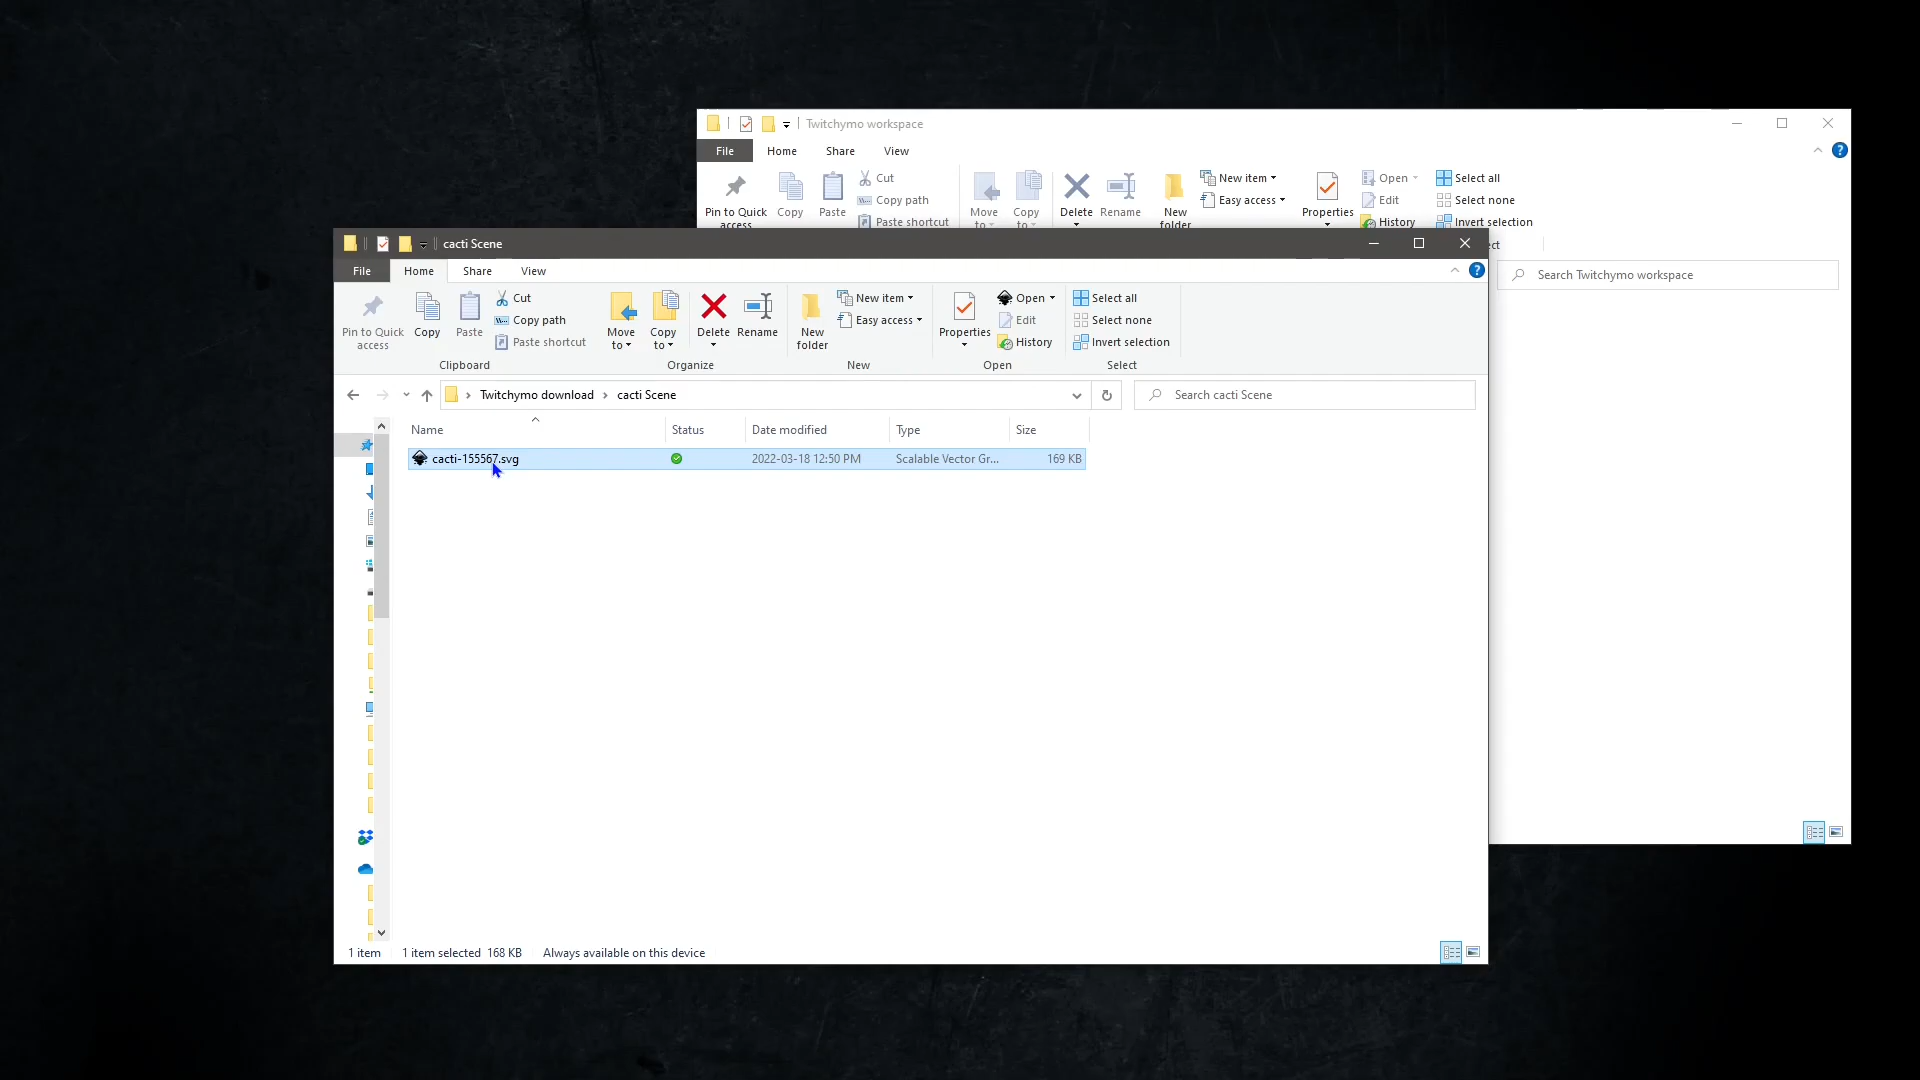 Twitchymo workspace
File Home Share View
Pin to Quick access Copy Paste Cut Copy path Paste shortcut Move to Copy to Delete Rename New folder New item Easy access Properties Open Edit History Select all Select none Invert selection
ct
Search Twitchymo workspace
cacti Scene
File Home Share View
Pin to Quick access Copy Paste Cut Copy path Paste shortcut Move to Copy to Delete Rename New folder New item Easy access Properties Open Edit History Select all Select none Invert selection
Clipboard Organize New Open Select
Twitchymo download cacti Scene
Search cacti Scene
Name Status Date modified Type Size
cacti-155567.svg 2022-03-18 12:50 PM Scalable Vector Gr... 169 KB
1 item 1 item selected 168 KB Always available on this device